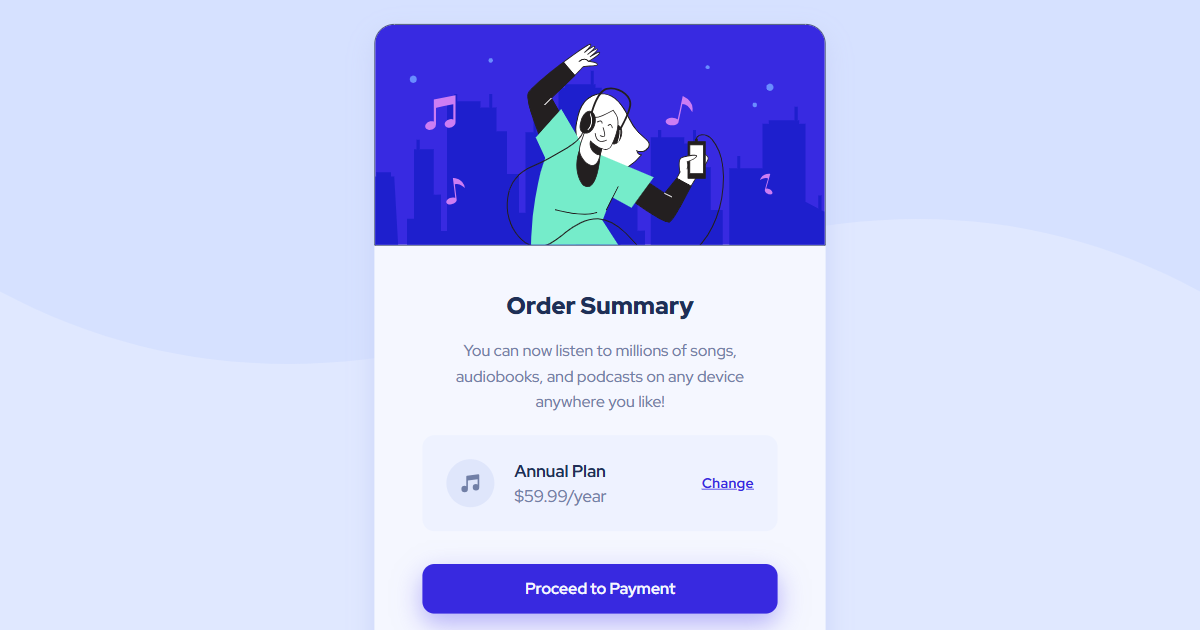 Order Summary
You can now listen to millions of songs,
audiobooks, and podcasts on any device
anywhere you like!
Annual Plan
$59.99/year
Change
Proceed to Payment